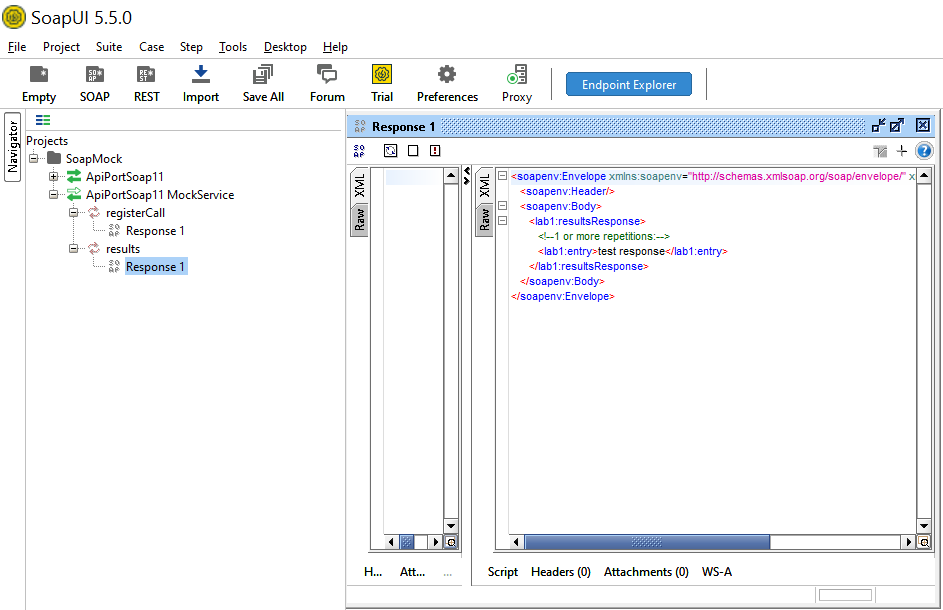 SoapUI 5.5.0
File Project Suite Case Step Tools Desktop Help
Empty SOAP REST Import Save All Forum Trial Preferences Proxy Endpoint Explorer
Navigator
Projects
SoapMock
ApiPortSoap11
ApiPortSoap11 MockService
registerCall
Response 1
results
Response 1
Response 1
XML
Raw
XML
Raw
<soapenv:Envelope xmlns:soapenv="http://schemas.xmlsoap.org/soap/envelope/" x
<soapenv:Header/>
<soapenv:Body>
<lab1:resultsResponse>
<!--1 or more repetitions:-->
<lab1:entry>test response</lab1:entry>
</lab1:resultsResponse>
</soapenv:Body>
</soapenv:Envelope>
H... Att... ...
Script Headers (0) Attachments (0) WS-A